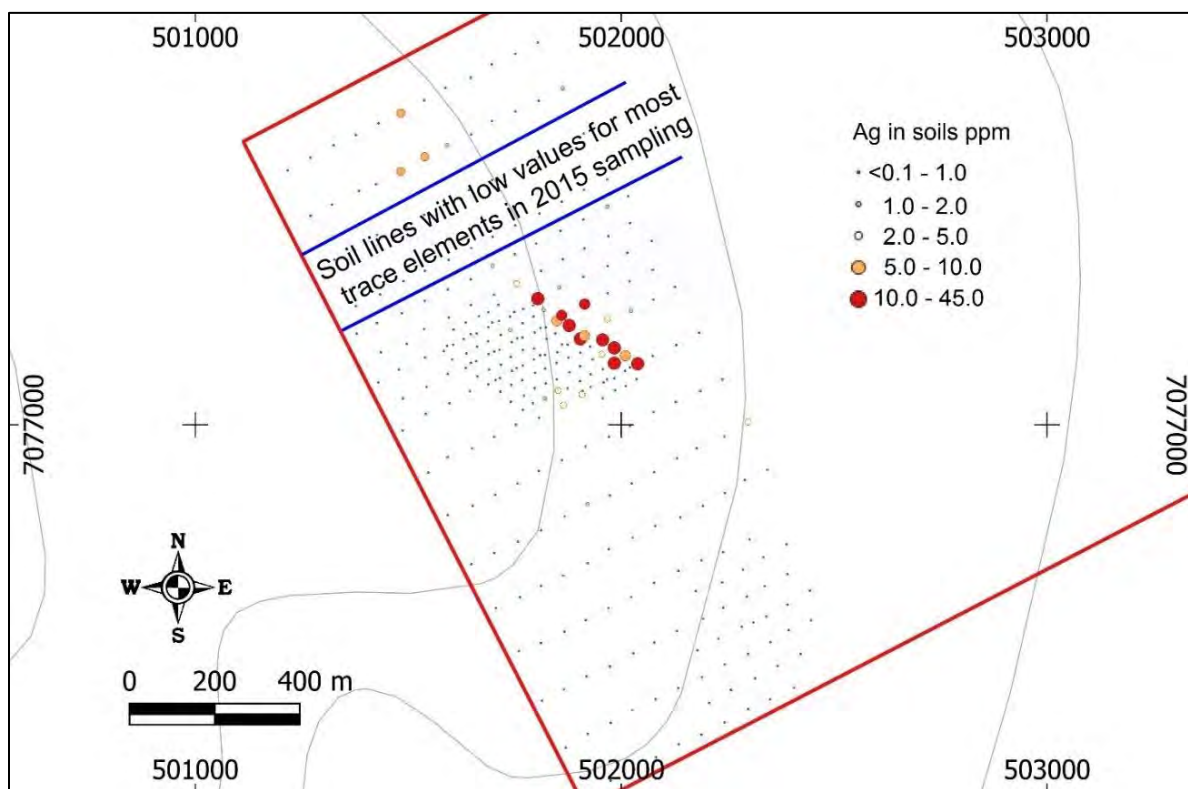 501000
502000
503000
Soil lines with low values for most
trace elements in 2015 sampling
Ag in soils ppm
<0.1 - 1.0
1.0 - 2.0
2.0 - 5.0
5.0 - 10.0
10.0 - 45.0
7077000
7077000
N
W E
S
0 200 400 m
501000
502000
503000